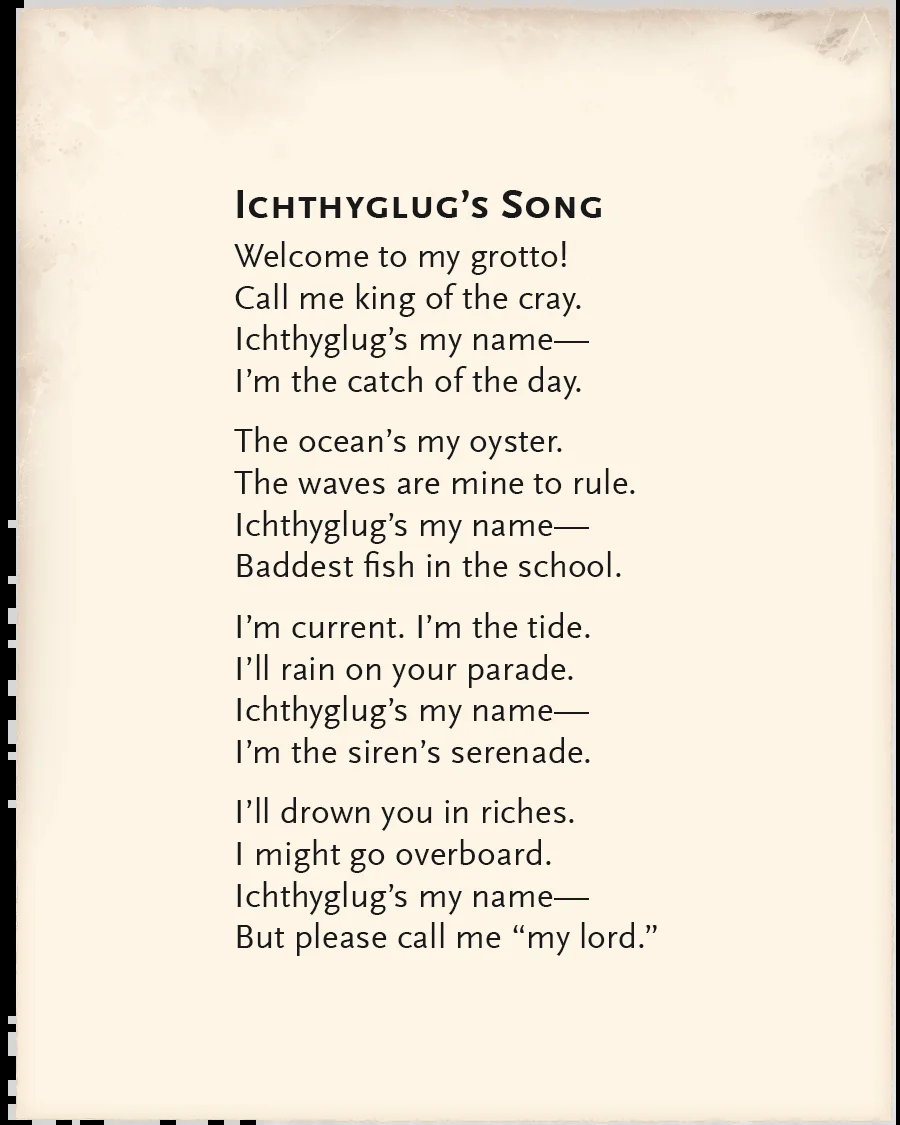 Ichthyglug’s Song
Welcome to my grotto!
Call me king of the cray.
Ichthyglug’s my name—
I’m the catch of the day.
The ocean’s my oyster.
The waves are mine to rule.
Ichthyglug’s my name—
Baddest fish in the school.
I’m current. I’m the tide.
I’ll rain on your parade.
Ichthyglug’s my name—
I’m the siren’s serenade.
I’ll drown you in riches.
I might go overboard.
Ichthyglug’s my name—
But please call me “my lord.”